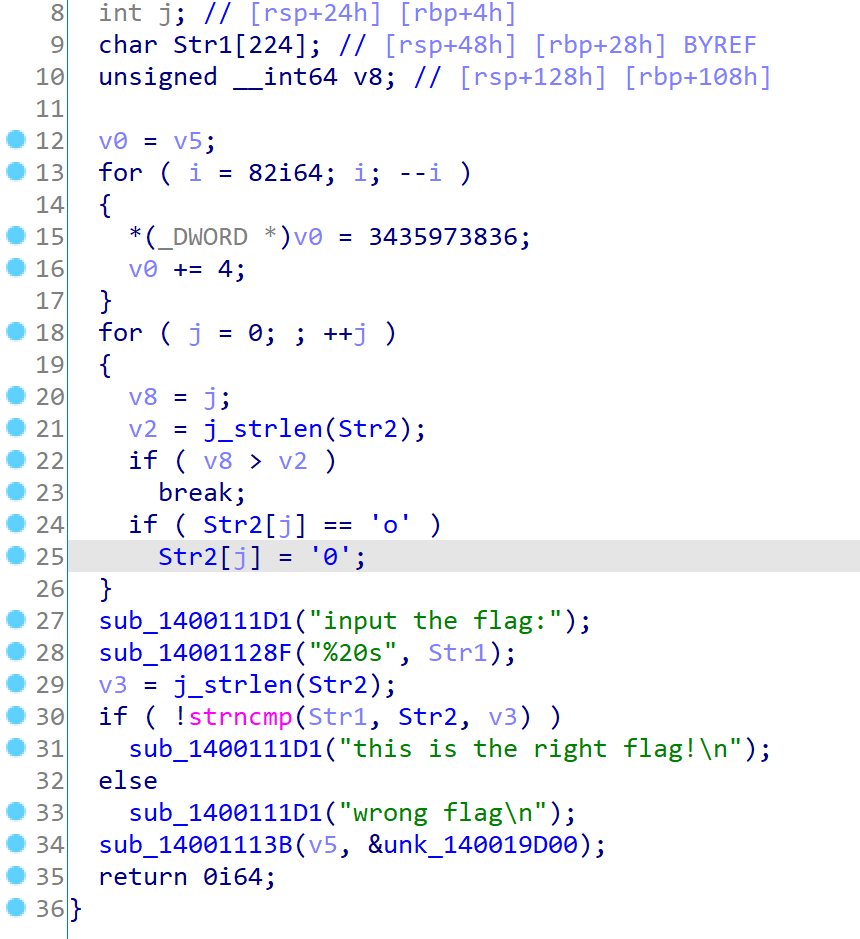 8 int j; // [rsp+24h] [rbp+4h]
9 char Str1[224]; // [rsp+48h] [rbp+28h] BYREF
10 unsigned __int64 v8; // [rsp+128h] [rbp+108h]
11
12 v0 = v5;
13 for ( i = 82i64; i; --i )
14 {
15 *(_DWORD *)v0 = 3435973836;
16 v0 += 4;
17 }
18 for ( j = 0; ; ++j )
19 {
20 v8 = j;
21 v2 = j_strlen(Str2);
22 if ( v8 > v2 )
23 break;
24 if ( Str2[j] == 'o' )
25 Str2[j] = '0';
26 }
27 sub_1400111D1("input the flag:");
28 sub_14001128F("%20s", Str1);
29 v3 = j_strlen(Str2);
30 if ( !strncmp(Str1, Str2, v3) )
31 sub_1400111D1("this is the right flag!\n");
32 else
33 sub_1400111D1("wrong flag\n");
34 sub_14001113B(v5, &unk_140019D00);
35 return 0i64;
36 }